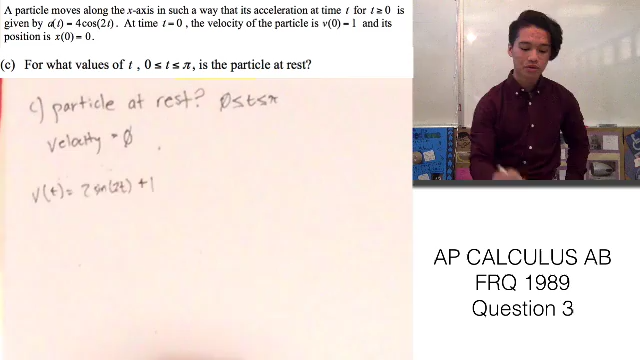 A particle moves along the x-axis in such a way that its acceleration at time t for t ≥ 0 is
given by a(t) = 4cos(2t). At time t = 0, the velocity of the particle is v(0) = 1 and its
position is x(0) = 0.
(c) For what values of t, 0 ≤ t ≤ π, is the particle at rest?
c) particle at rest? 0 ≤ t ≤ π
velocity = 0
v(t) = 2 sin(2t) + 1
AP CALCULUS AB
FRQ 1989
Question 3